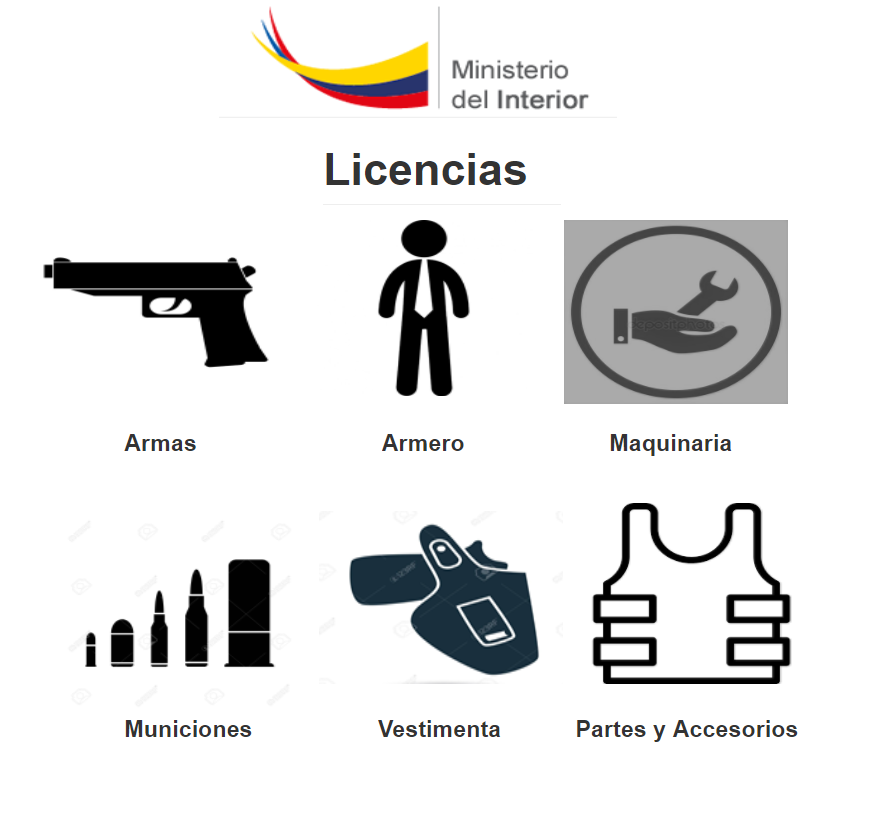 Ministerio
del Interior
Licencias
Armas
Armero
Maquinaria
Municiones
Vestimenta
Partes y Accesorios